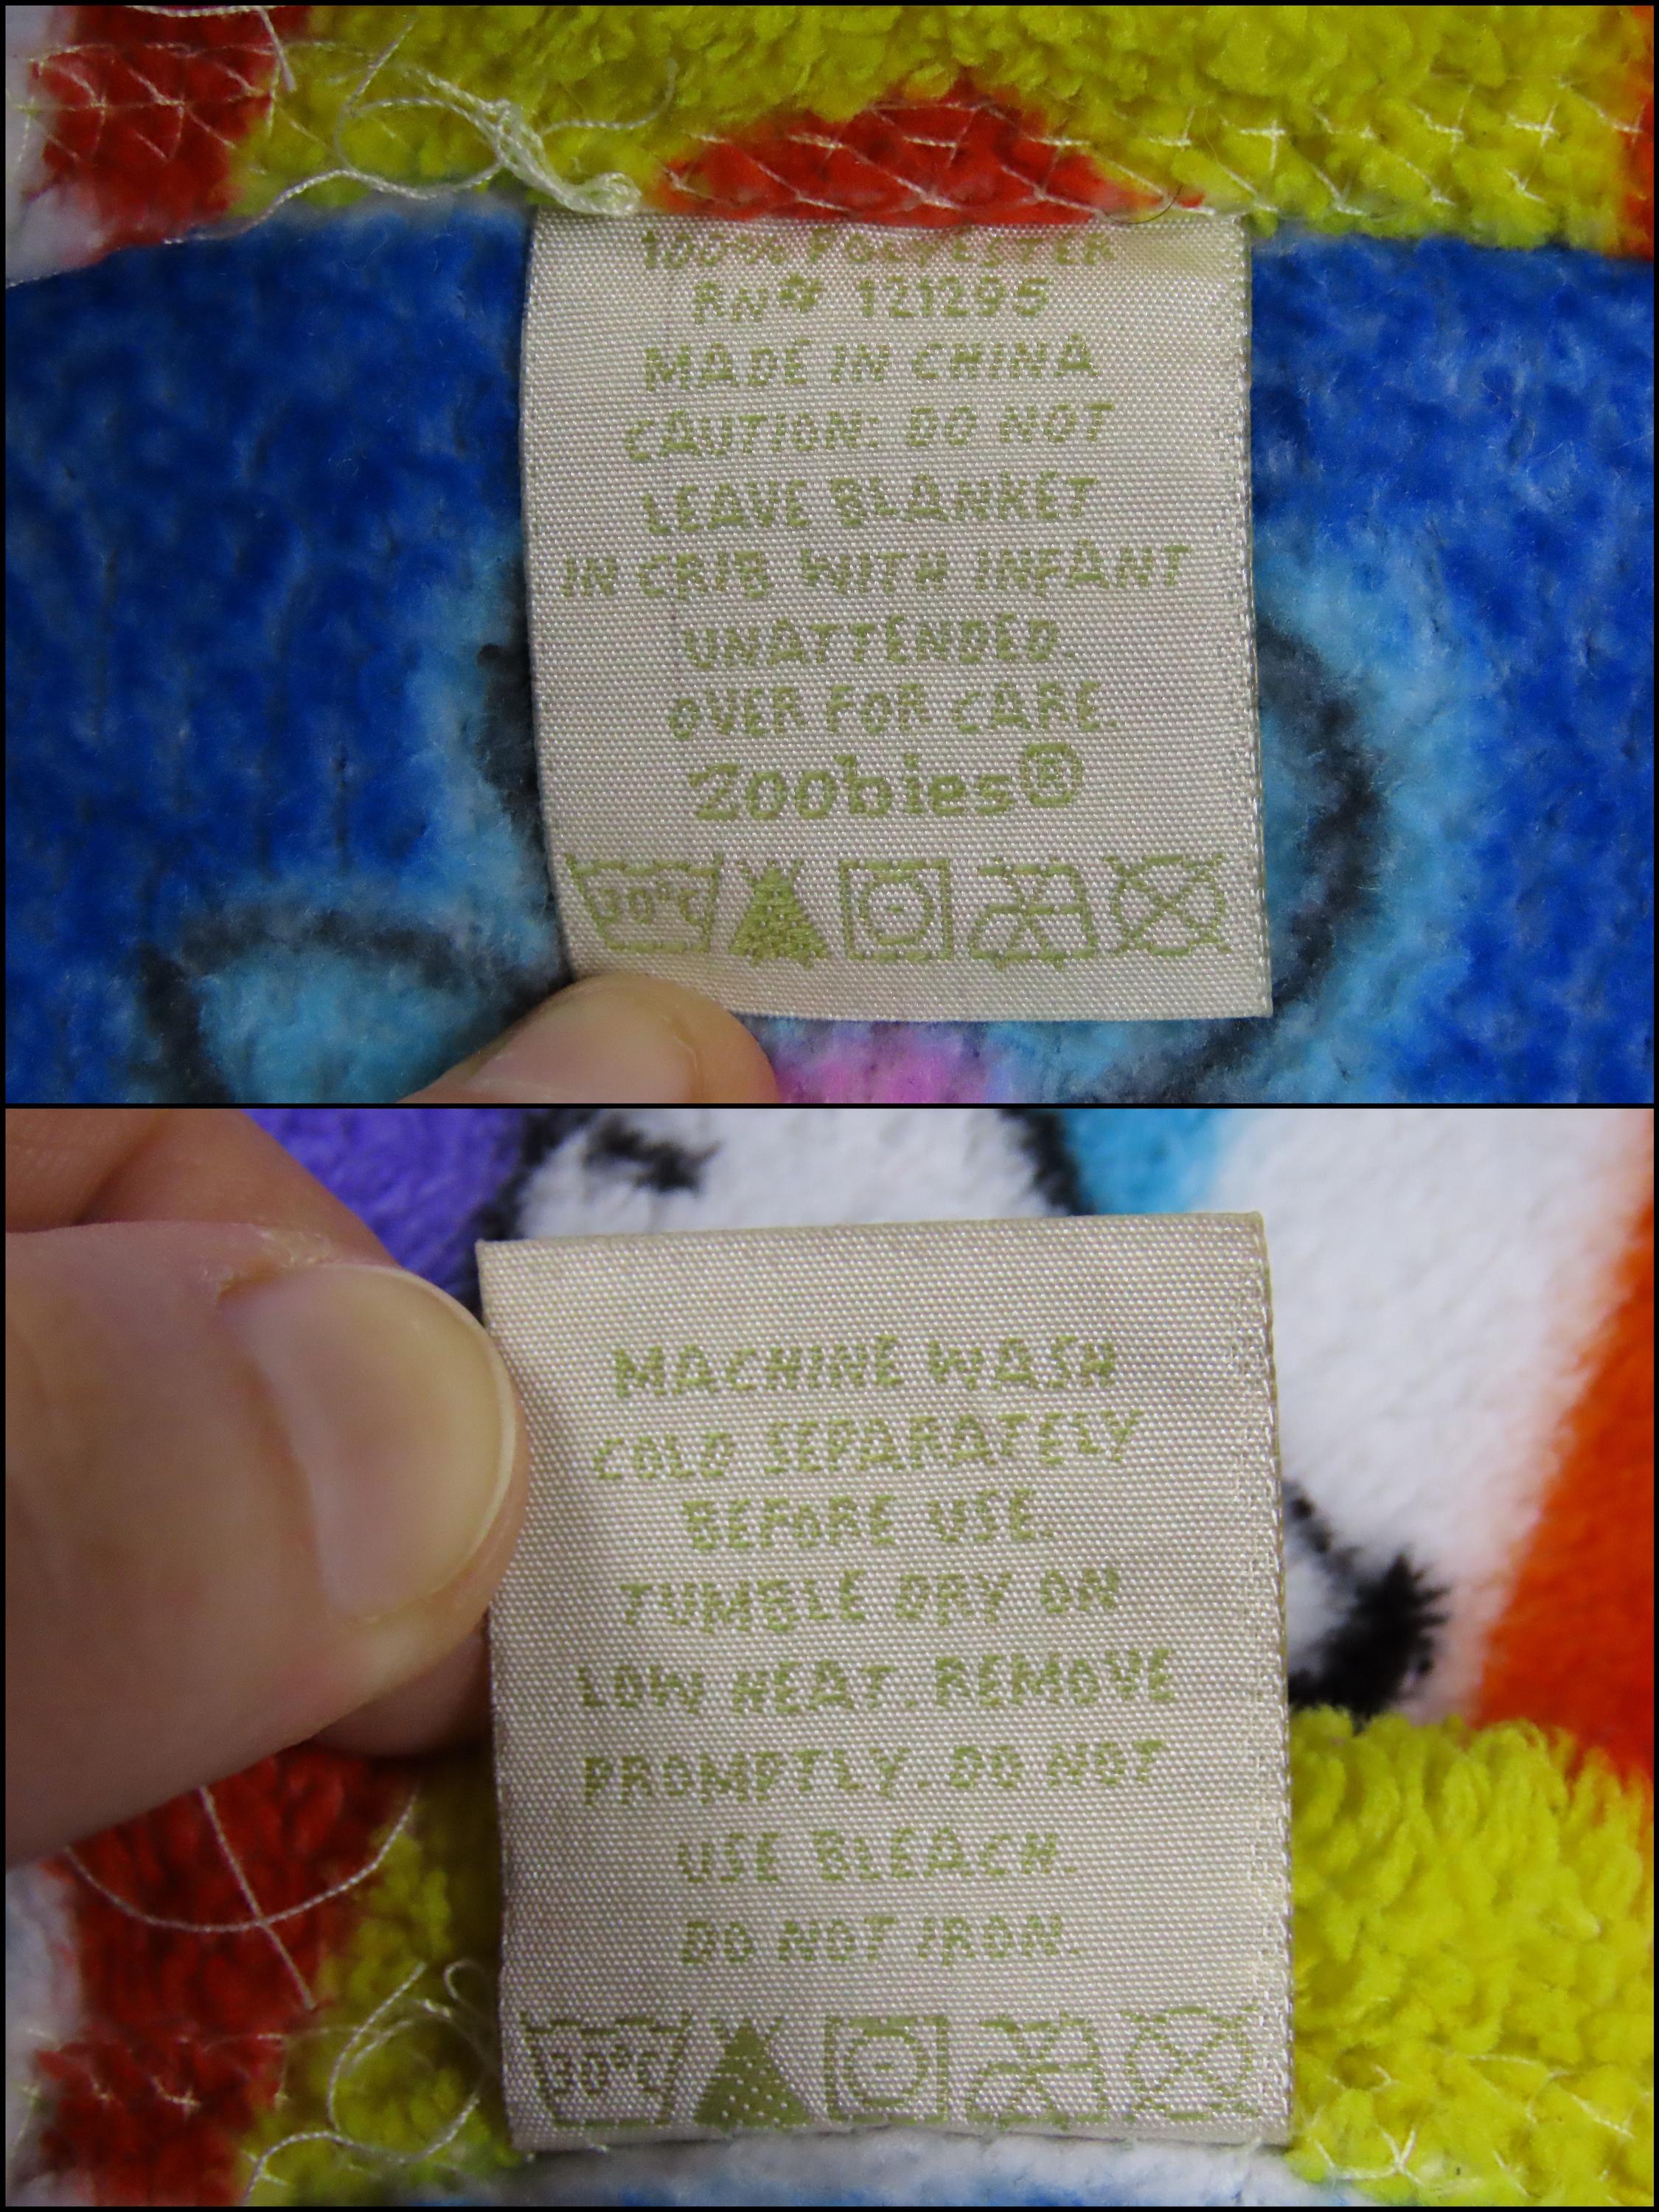 100% POLYESTER
RN# 121295
MADE IN CHINA
CAUTION: DO NOT
LEAVE BLANKET
IN CRIB WITH INFANT
UNATTENDED.
OVER FOR CARE.
Zoobies®
30°C
MACHINE WASH
COLD SEPARATELY
BEFORE USE.
TUMBLE DRY ON
LOW HEAT. REMOVE
PROMPTLY. DO NOT
USE BLEACH.
DO NOT IRON.
30°C